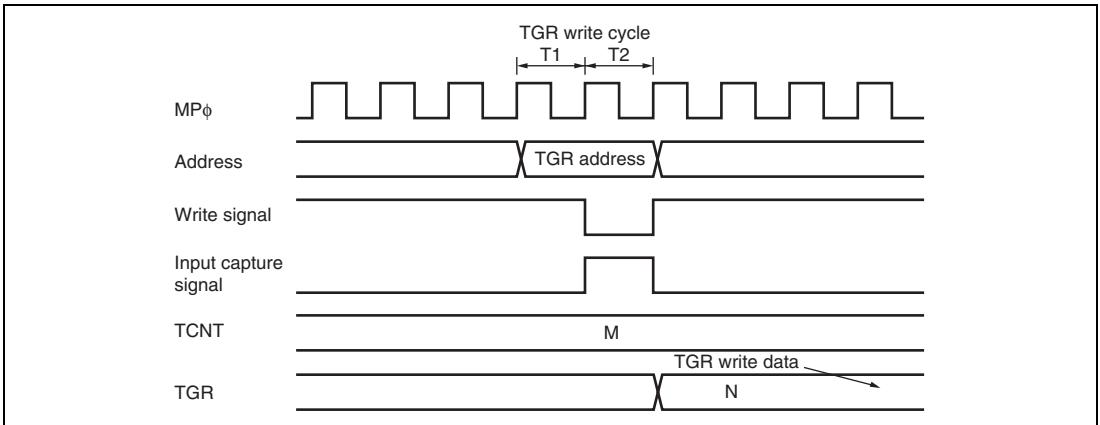 TGR write cycle
T1 T2
MPϕ
Address TGR address
Write signal
Input capture
signal
TCNT M
TGR write data
TGR N